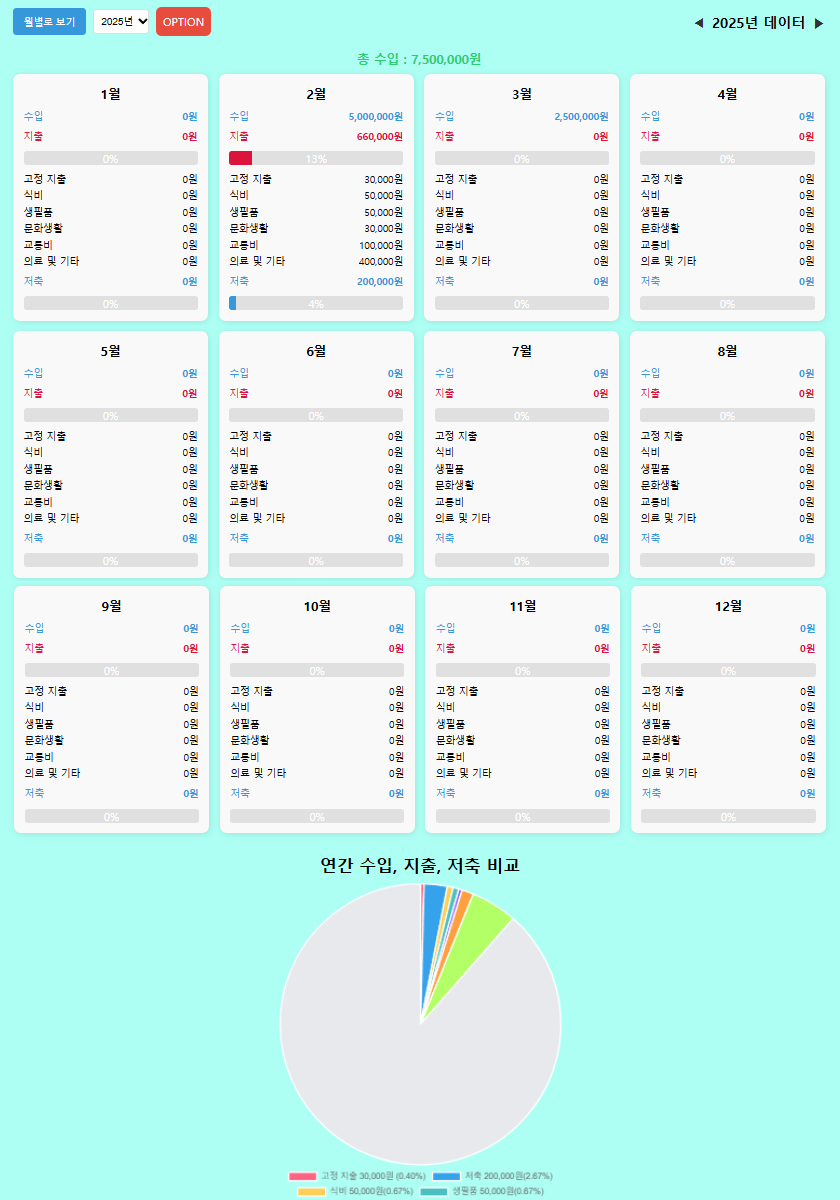 월별로 보기 2025년 OPTION ◀ 2025년 데이터 ▶
총 수입 : 7,500,000원
1월
수입 0원
지출 0원
0%
고정 지출 0원
식비 0원
생필품 0원
문화생활 0원
교통비 0원
의료 및 기타 0원
저축 0원
0%
2월
수입 5,000,000원
지출 660,000원
13%
고정 지출 30,000원
식비 50,000원
생필품 50,000원
문화생활 30,000원
교통비 100,000원
의료 및 기타 400,000원
저축 200,000원
4%
3월
수입 2,500,000원
지출 0원
0%
고정 지출 0원
식비 0원
생필품 0원
문화생활 0원
교통비 0원
의료 및 기타 0원
저축 0원
0%
4월
수입 0원
지출 0원
0%
고정 지출 0원
식비 0원
생필품 0원
문화생활 0원
교통비 0원
의료 및 기타 0원
저축 0원
0%
5월
수입 0원
지출 0원
0%
고정 지출 0원
식비 0원
생필품 0원
문화생활 0원
교통비 0원
의료 및 기타 0원
저축 0원
0%
6월
수입 0원
지출 0원
0%
고정 지출 0원
식비 0원
생필품 0원
문화생활 0원
교통비 0원
의료 및 기타 0원
저축 0원
0%
7월
수입 0원
지출 0원
0%
고정 지출 0원
식비 0원
생필품 0원
문화생활 0원
교통비 0원
의료 및 기타 0원
저축 0원
0%
8월
수입 0원
지출 0원
0%
고정 지출 0원
식비 0원
생필품 0원
문화생활 0원
교통비 0원
의료 및 기타 0원
저축 0원
0%
9월
수입 0원
지출 0원
0%
고정 지출 0원
식비 0원
생필품 0원
문화생활 0원
교통비 0원
의료 및 기타 0원
저축 0원
0%
10월
수입 0원
지출 0원
0%
고정 지출 0원
식비 0원
생필품 0원
문화생활 0원
교통비 0원
의료 및 기타 0원
저축 0원
0%
11월
수입 0원
지출 0원
0%
고정 지출 0원
식비 0원
생필품 0원
문화생활 0원
교통비 0원
의료 및 기타 0원
저축 0원
0%
12월
수입 0원
지출 0원
0%
고정 지출 0원
식비 0원
생필품 0원
문화생활 0원
교통비 0원
의료 및 기타 0원
저축 0원
0%
연간 수입, 지출, 저축 비교
고정 지출 30,000원 (0.40%) 저축 200,000원(2.67%)
식비 50,000원(0.67%) 생필품 50,000원(0.67%)